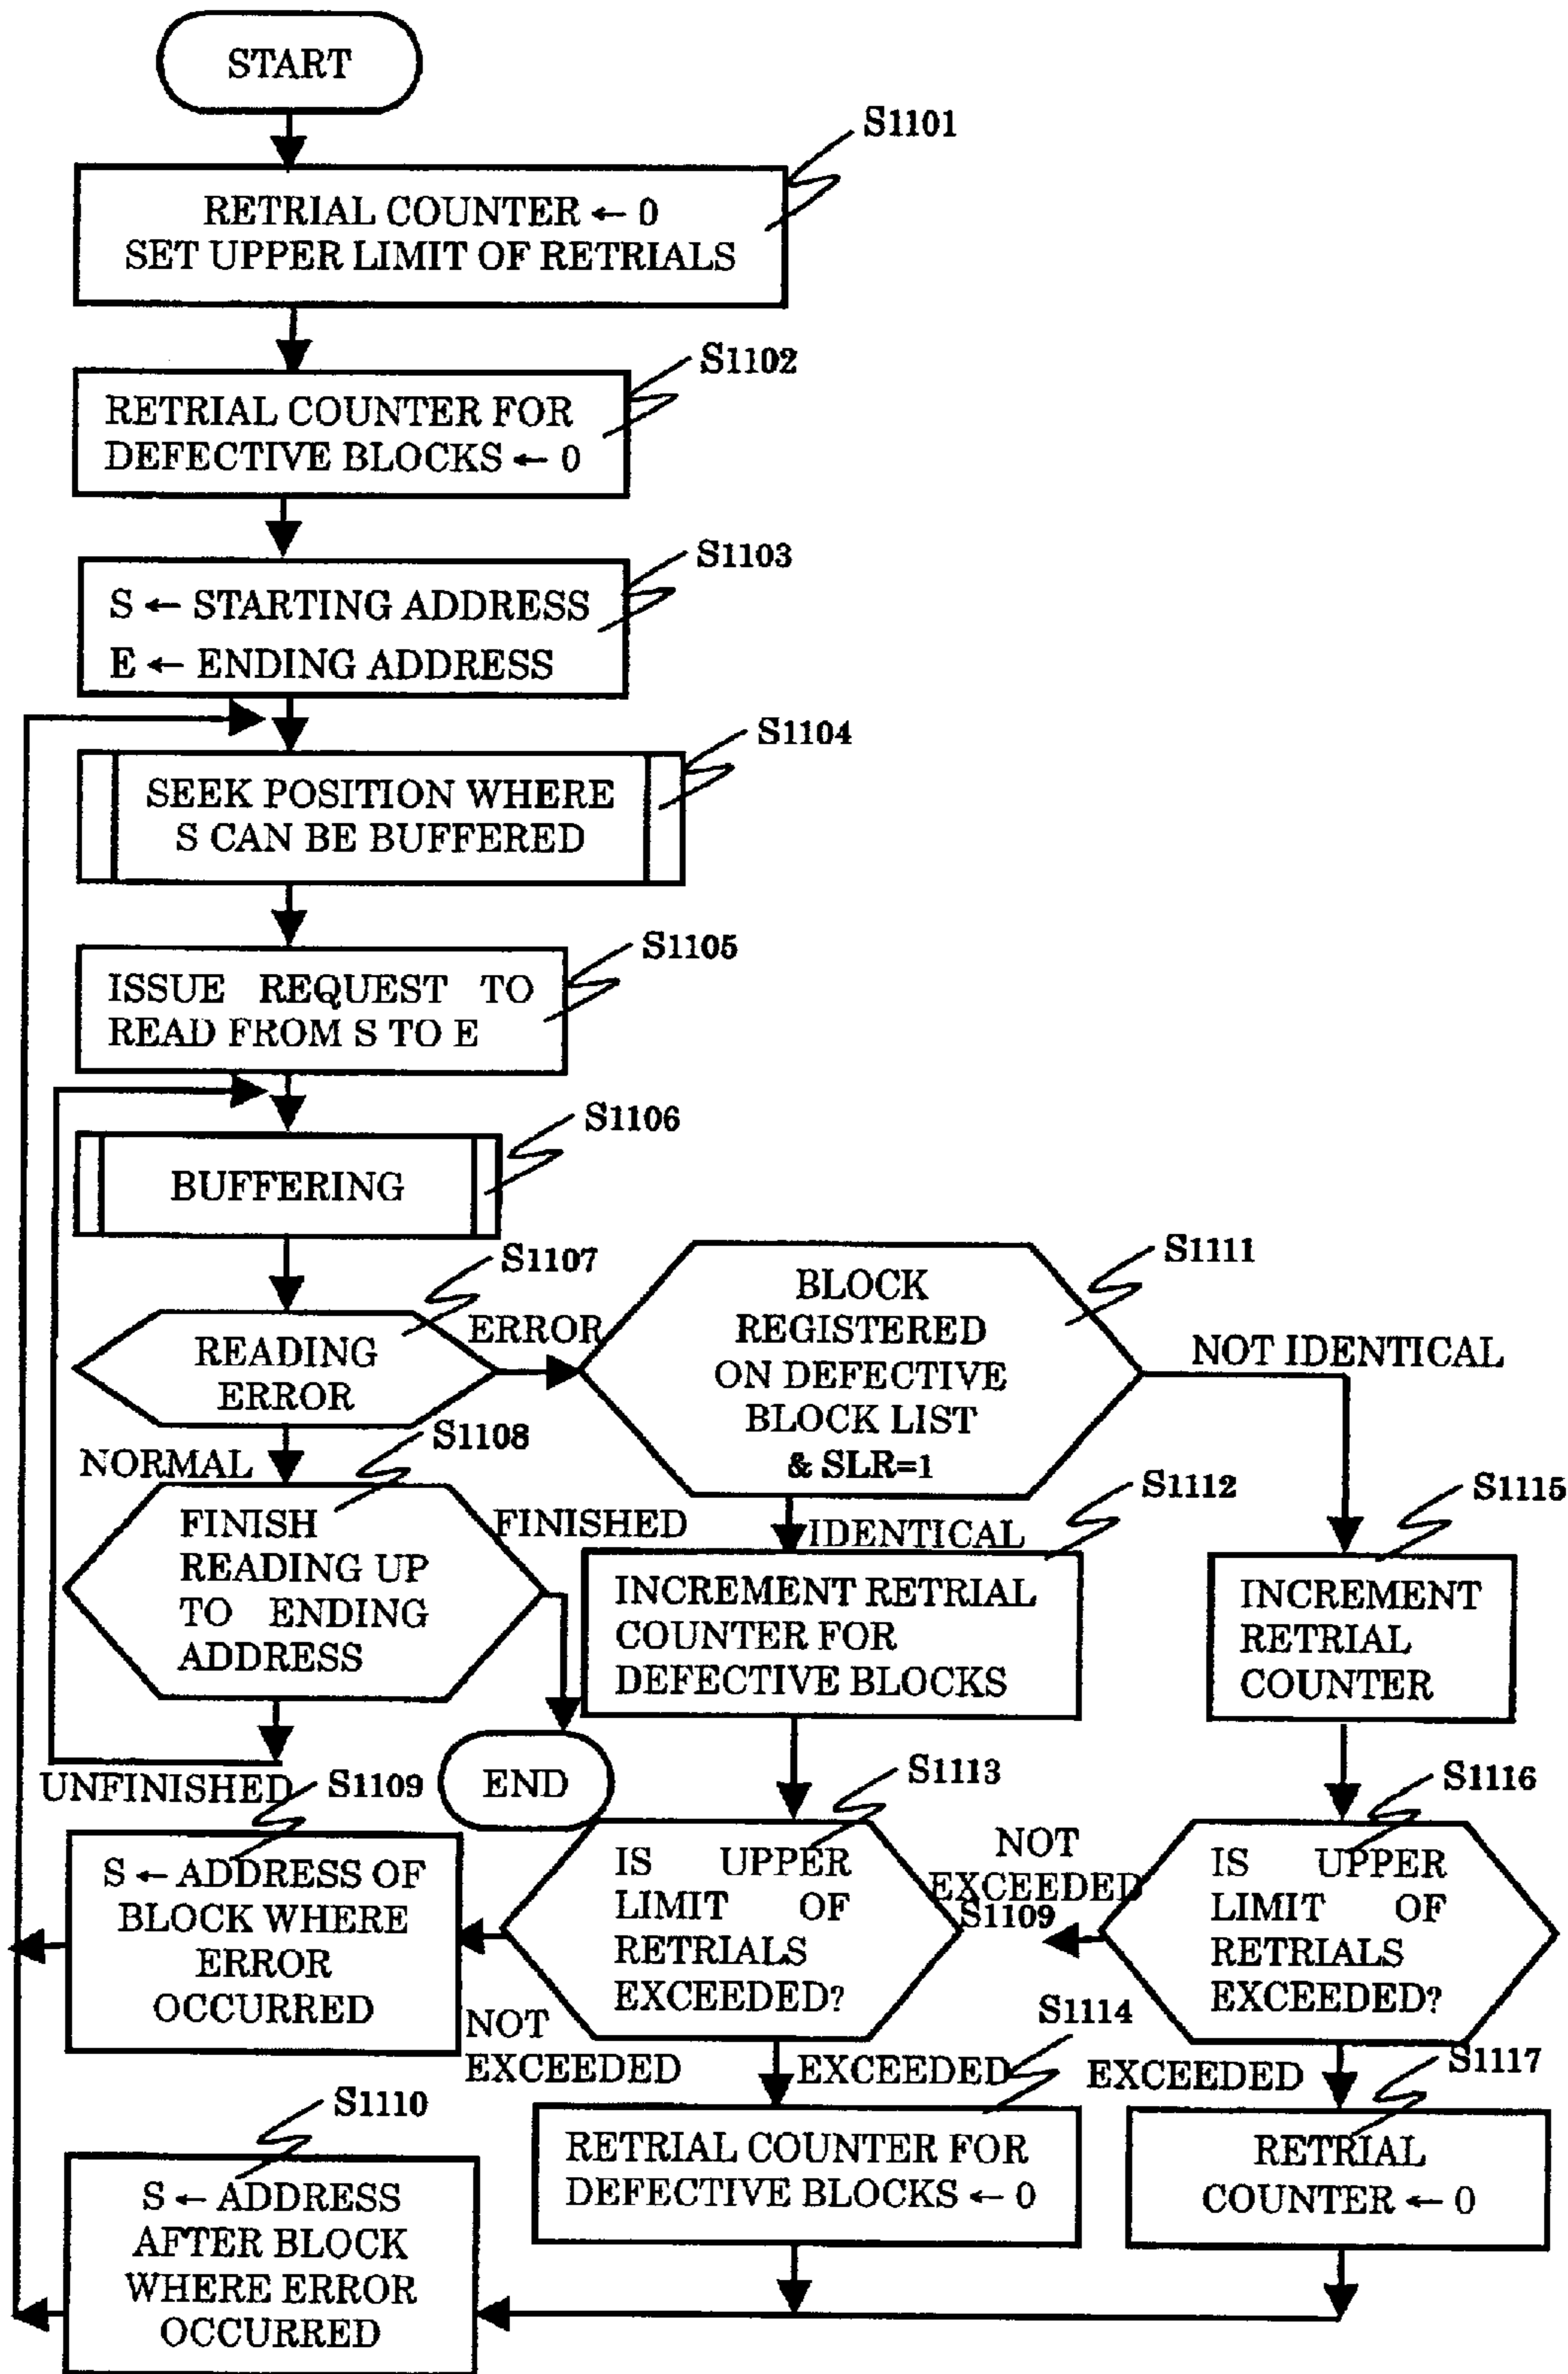 START
S1101
RETRIAL COUNTER ← 0
SET UPPER LIMIT OF RETRIALS
S1102
RETRIAL COUNTER FOR
DEFECTIVE BLOCKS ← 0
S1103
S ← STARTING ADDRESS
E ← ENDING ADDRESS
S1104
SEEK POSITION WHERE
S CAN BE BUFFERED
S1105
ISSUE REQUEST TO
READ FROM S TO E
S1106
BUFFERING
S1107
READING
ERROR
ERROR
S1111
BLOCK
REGISTERED
ON DEFECTIVE
BLOCK LIST
& SLR=1
NOT IDENTICAL
NORMAL
S1108
FINISH
READING UP
TO ENDING
ADDRESS
FINISHED
UNFINISHED
END
IDENTICAL
S1112
INCREMENT RETRIAL
COUNTER FOR
DEFECTIVE BLOCKS
S1115
INCREMENT
RETRIAL
COUNTER
S1109
S ← ADDRESS OF
BLOCK WHERE
ERROR
OCCURRED
S1113
IS UPPER
LIMIT OF
RETRIALS
EXCEEDED?
NOT
EXCEEDED
NOT
EXCEEDED
S1109
S1116
IS UPPER
LIMIT OF
RETRIALS
EXCEEDED?
EXCEEDED
S1114
RETRIAL COUNTER FOR
DEFECTIVE BLOCKS ← 0
EXCEEDED
S1117
RETRIAL
COUNTER ← 0
S1110
S ← ADDRESS
AFTER BLOCK
WHERE ERROR
OCCURRED